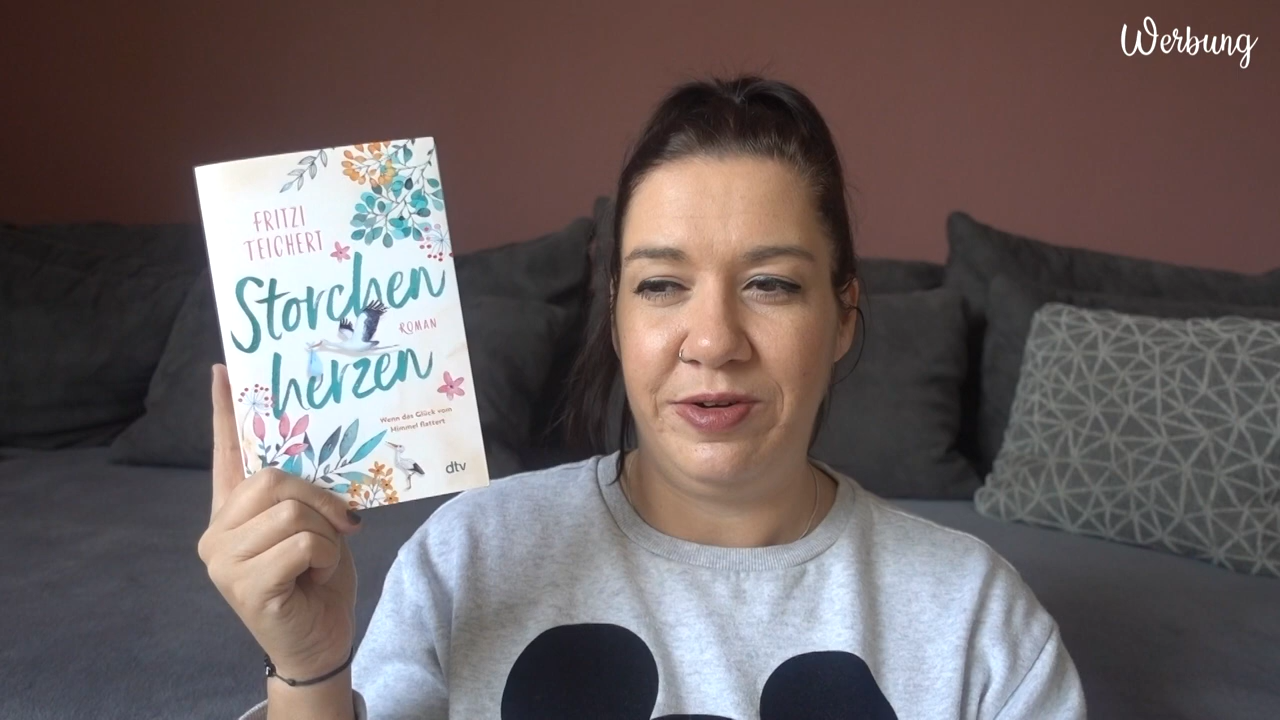 Werbung
FRITZI
TEICHERT
Storchen
ROMAN
herzen
Wenn das Glück vom
Himmel flattert
dtv